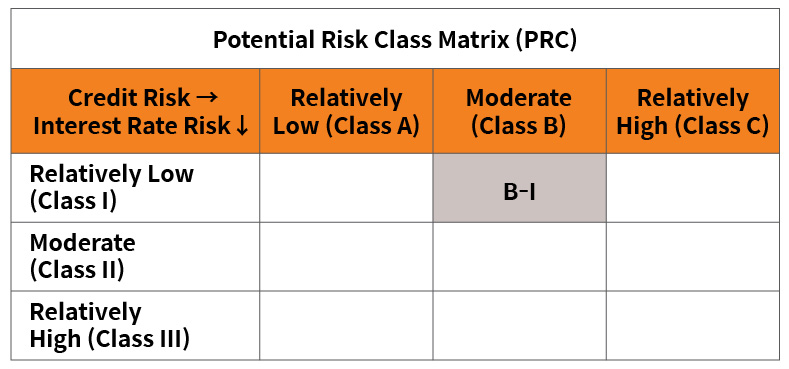 Potential Risk Class Matrix (PRC)
Credit Risk →
Interest Rate Risk ↓
Relatively
Low (Class A)
Moderate
(Class B)
Relatively
High (Class C)
Relatively Low
(Class I)
B-I
Moderate
(Class II)
Relatively
High (Class III)